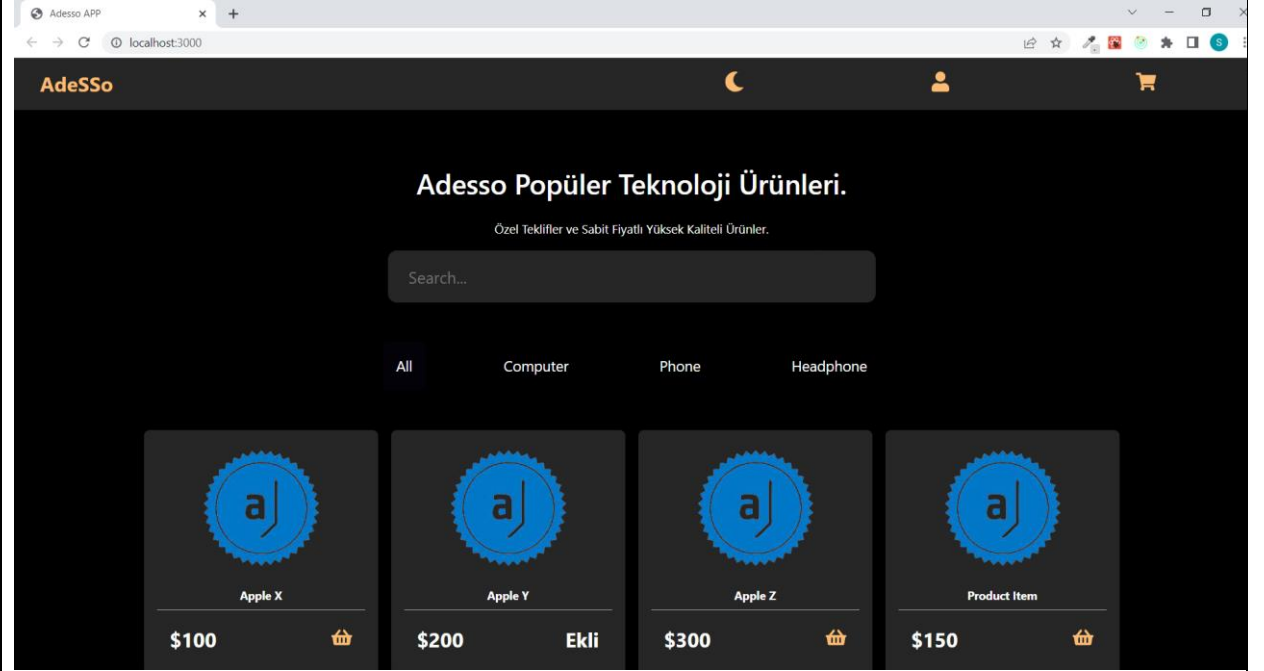 Adesso APP
localhost:3000
S
AdeSSo
Adesso Popüler Teknoloji Ürünleri.
Özel Teklifler ve Sabit Fiyatlı Yüksek Kaliteli Ürünler.
Search...
All Computer Phone Headphone
a a a a
Apple X Apple Y Apple Z Product Item
$100 $200 Ekli $300 $150